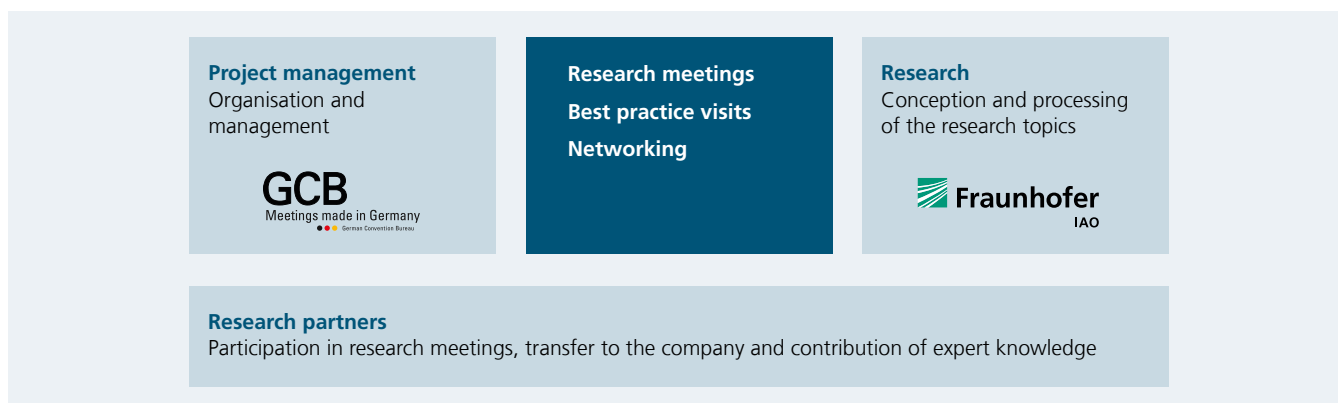 Project management
Organisation and
management
GCB
Meetings made in Germany
German Convention Bureau
Research meetings
Best practice visits
Networking
Research
Conception and processing
of the research topics
Fraunhofer
IAO
Research partners
Participation in research meetings, transfer to the company and contribution of expert knowledge